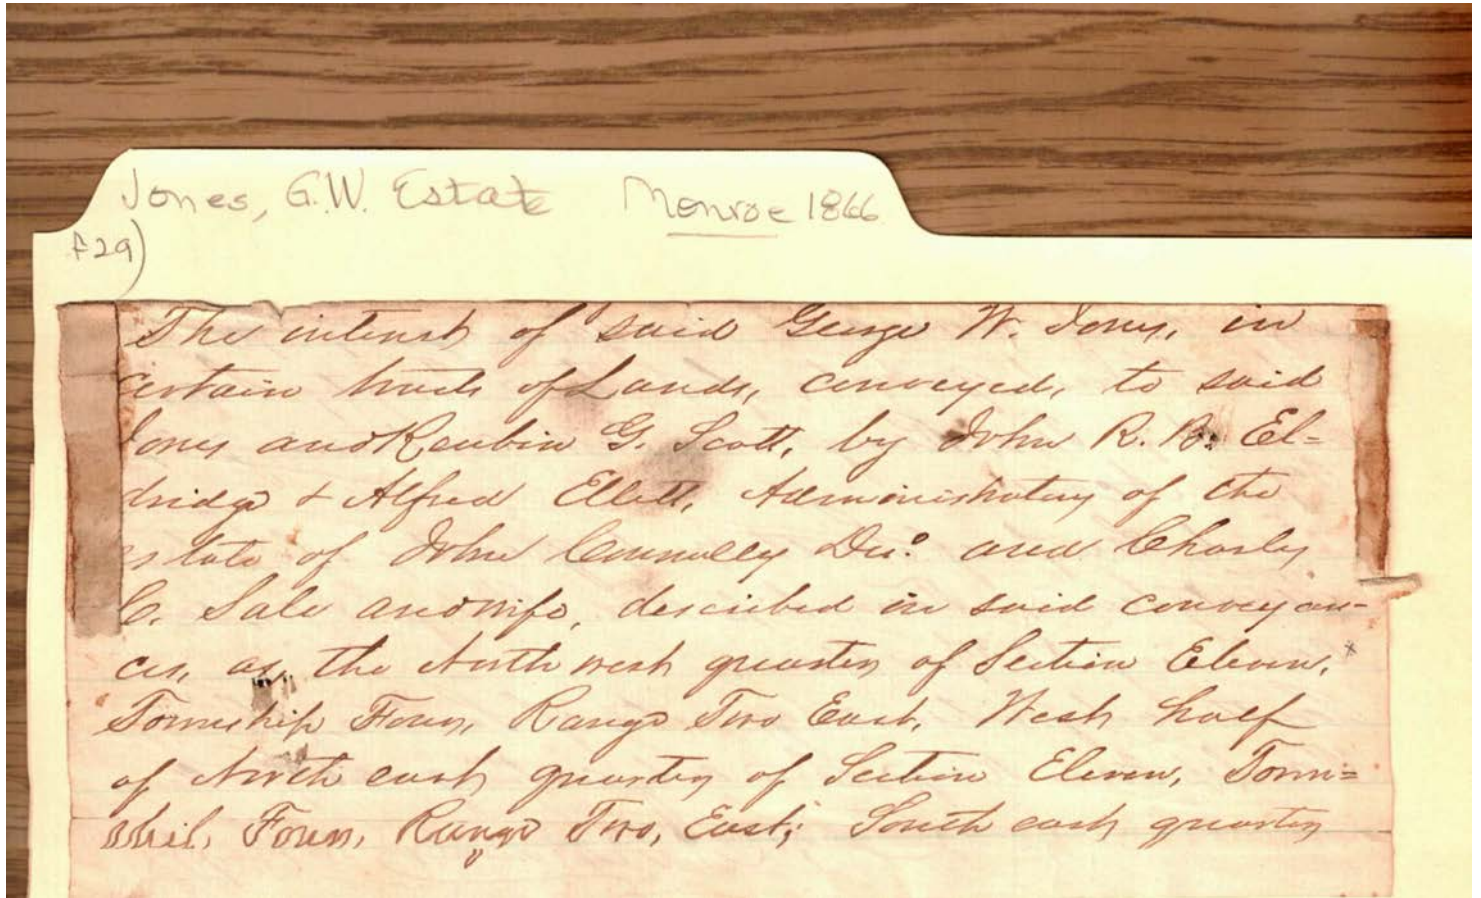 Jones, G.W. Estate Monroe 1866
f29)
The interest of said George W. Jones, in
certain tracts of Lands, conveyed, to said
Jones and Reubin G. Scott, by John R. B. El=
dridge & Alfred Ellett, Administrators of the
estate of John Connolly Decd. and Charles
C. Sale and wife, described in said conveyan-
ces, as, the North west quarter of Section Eleven,
Township Four, Range Two East, West half
of North east quarter of Section Eleven, Town=
ship, Four, Range Two, East; South east quarter